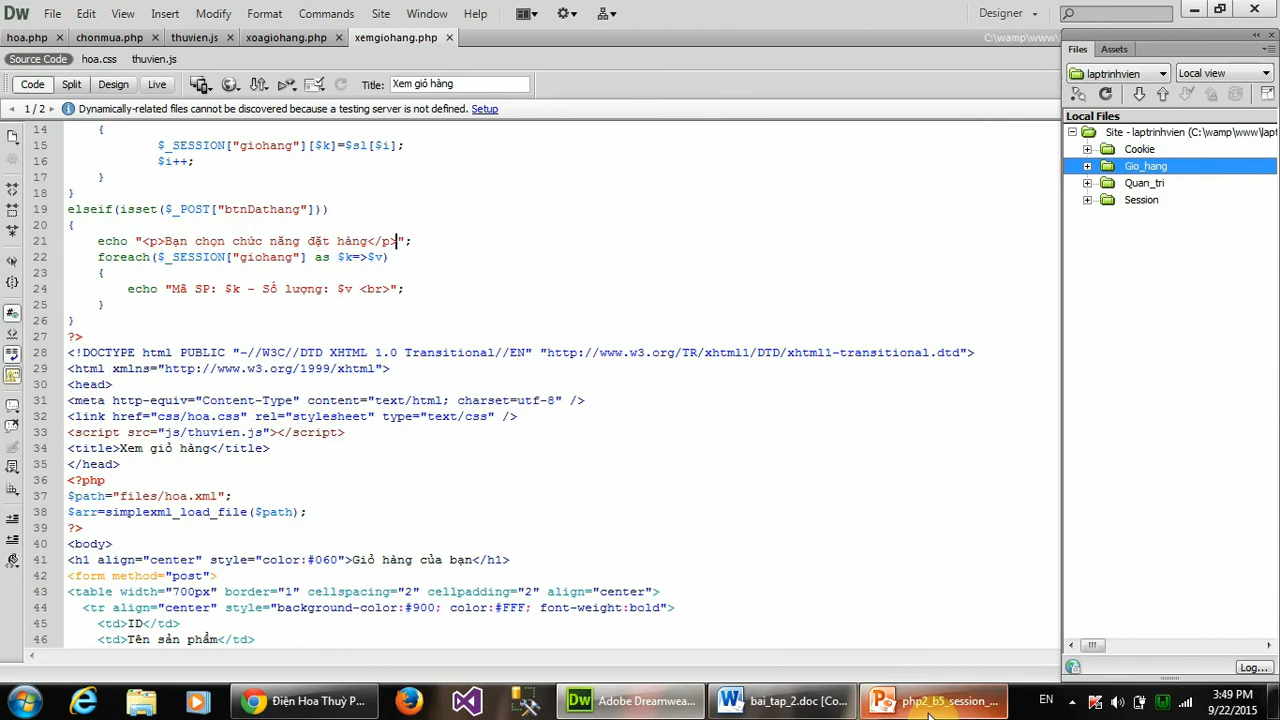 Dw File Edit View Insert Modify Format Commands Site Window Help Designer
hoa.php × chonmua.php × thuvien.js × xoagiohang.php × xemgiohang.php ×
C:\wamp\www\
Source Code hoa.css thuvien.js
Code Split Design Live Title: Xem giỏ hàng
1 / 2 Dynamically-related files cannot be discovered because a testing server is not defined. Setup
14 {
15 $_SESSION["giohang"][$k]=$sl[$i];
16 $i++;
17 }
18 }
19 elseif(isset($_POST["btnDathang"]))
20 {
21 echo "<p>Bạn chọn chức năng đặt hàng</p>";
22 foreach($_SESSION["giohang"] as $k=>$v)
23 {
24 echo "Mã SP: $k - Số lượng: $v <br>";
25 }
26 }
27 ?>
28 <!DOCTYPE html PUBLIC "-//W3C//DTD XHTML 1.0 Transitional//EN" "http://www.w3.org/TR/xhtml1/DTD/xhtml1-transitional.dtd">
29 <html xmlns="http://www.w3.org/1999/xhtml">
30 <head>
31 <meta http-equiv="Content-Type" content="text/html; charset=utf-8" />
32 <link href="css/hoa.css" rel="stylesheet" type="text/css" />
33 <script src="js/thuvien.js"></script>
34 <title>Xem giỏ hàng</title>
35 </head>
36 <?php
37 $path="files/hoa.xml";
38 $arr=simplexml_load_file($path);
39 ?>
40 <body>
41 <h1 align="center" style="color:#060">Giỏ hàng của bạn</h1>
42 <form method="post">
43 <table width="700px" border="1" cellspacing="2" cellpadding="2" align="center">
44 <tr align="center" style="background-color:#900; color:#FFF; font-weight:bold">
45 <td>ID</td>
46 <td>Tên sản phẩm</td>
Files Assets
laptrinhvien Local view
Local Files
Site - laptrinhvien (C:\wamp\www\lapt
Cookie
Gio_hang
Quan_tri
Session
Log...
Điện Hoa Thuỷ P... Dw Adobe Dreamwea... bai_tap_2.doc [Co... php2_b5_session_... EN 3:49 PM
9/22/2015